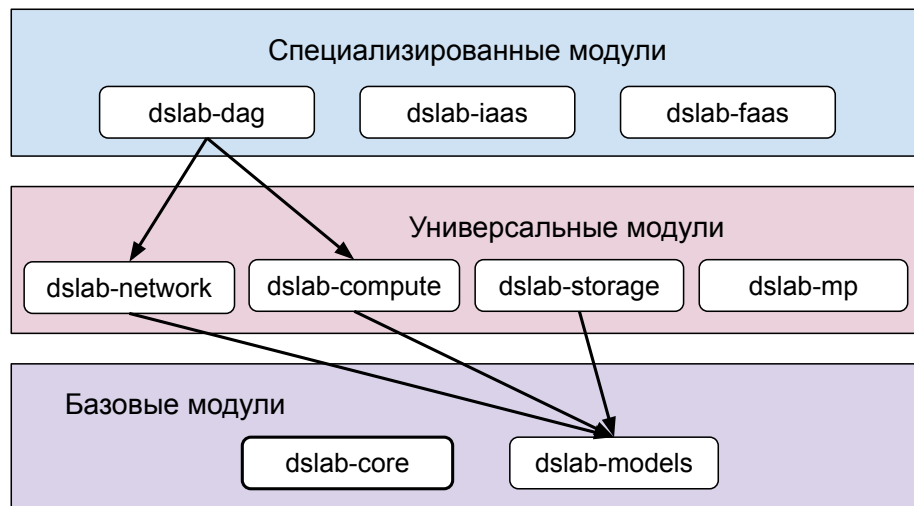 Специализированные модули
dslab-dag
dslab-iaas
dslab-faas
Универсальные модули
dslab-network
dslab-compute
dslab-storage
dslab-mp
Базовые модули
dslab-core
dslab-models